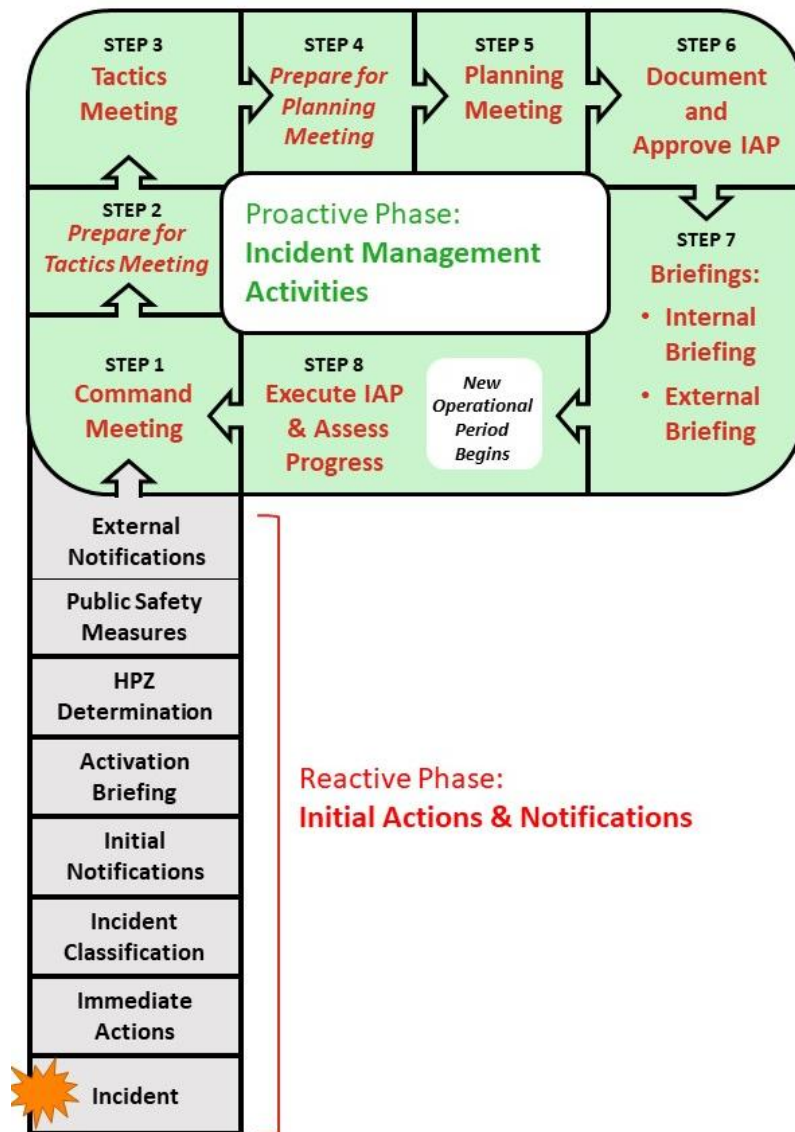 STEP 3
Tactics
Meeting
STEP 4
Prepare for
Planning
Meeting
STEP 5
Planning
Meeting
STEP 6
Document
and
Approve IAP
STEP 2
Prepare for
Tactics Meeting
Proactive Phase:
Incident Management
Activities
STEP 7
Briefings:
• Internal
Briefing
• External
Briefing
STEP 1
Command
Meeting
STEP 8
Execute IAP
& Assess
Progress
New
Operational
Period
Begins
External
Notifications
Public Safety
Measures
HPZ
Determination
Activation
Briefing
Reactive Phase:
Initial Actions & Notifications
Initial
Notifications
Incident
Classification
Immediate
Actions
Incident